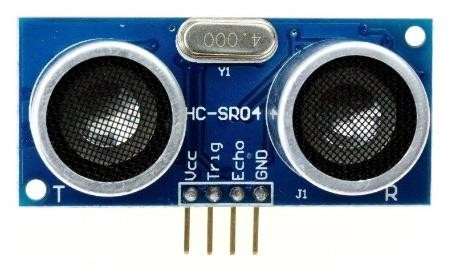 4.000
Y1
HC-SR04
Vcc
Trig
Echo
GND
T
J1
R